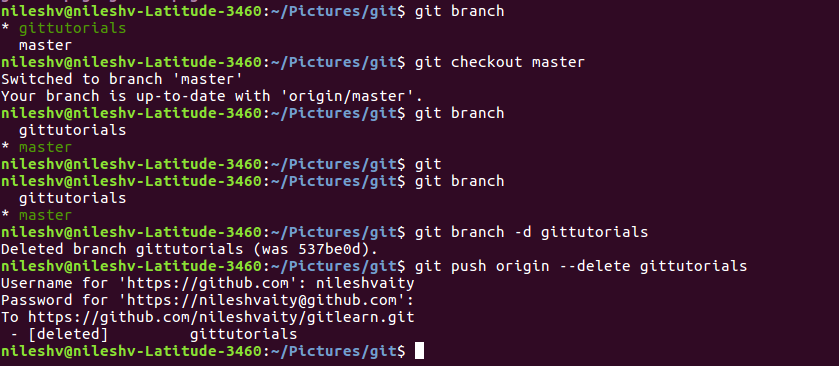 nileshv@nileshv-Latitude-3460:~/Pictures/git$ git branch
* gittutorials
  master
nileshv@nileshv-Latitude-3460:~/Pictures/git$ git checkout master
Switched to branch 'master'
Your branch is up-to-date with 'origin/master'.
nileshv@nileshv-Latitude-3460:~/Pictures/git$ git branch
  gittutorials
* master
nileshv@nileshv-Latitude-3460:~/Pictures/git$ git
nileshv@nileshv-Latitude-3460:~/Pictures/git$ git branch
  gittutorials
* master
nileshv@nileshv-Latitude-3460:~/Pictures/git$ git branch -d gittutorials
Deleted branch gittutorials (was 537be0d).
nileshv@nileshv-Latitude-3460:~/Pictures/git$ git push origin --delete gittutorials
Username for 'https://github.com': nileshvaity
Password for 'https://nileshvaity@github.com':
To https://github.com/nileshvaity/gitlearn.git
 - [deleted]         gittutorials
nileshv@nileshv-Latitude-3460:~/Pictures/git$